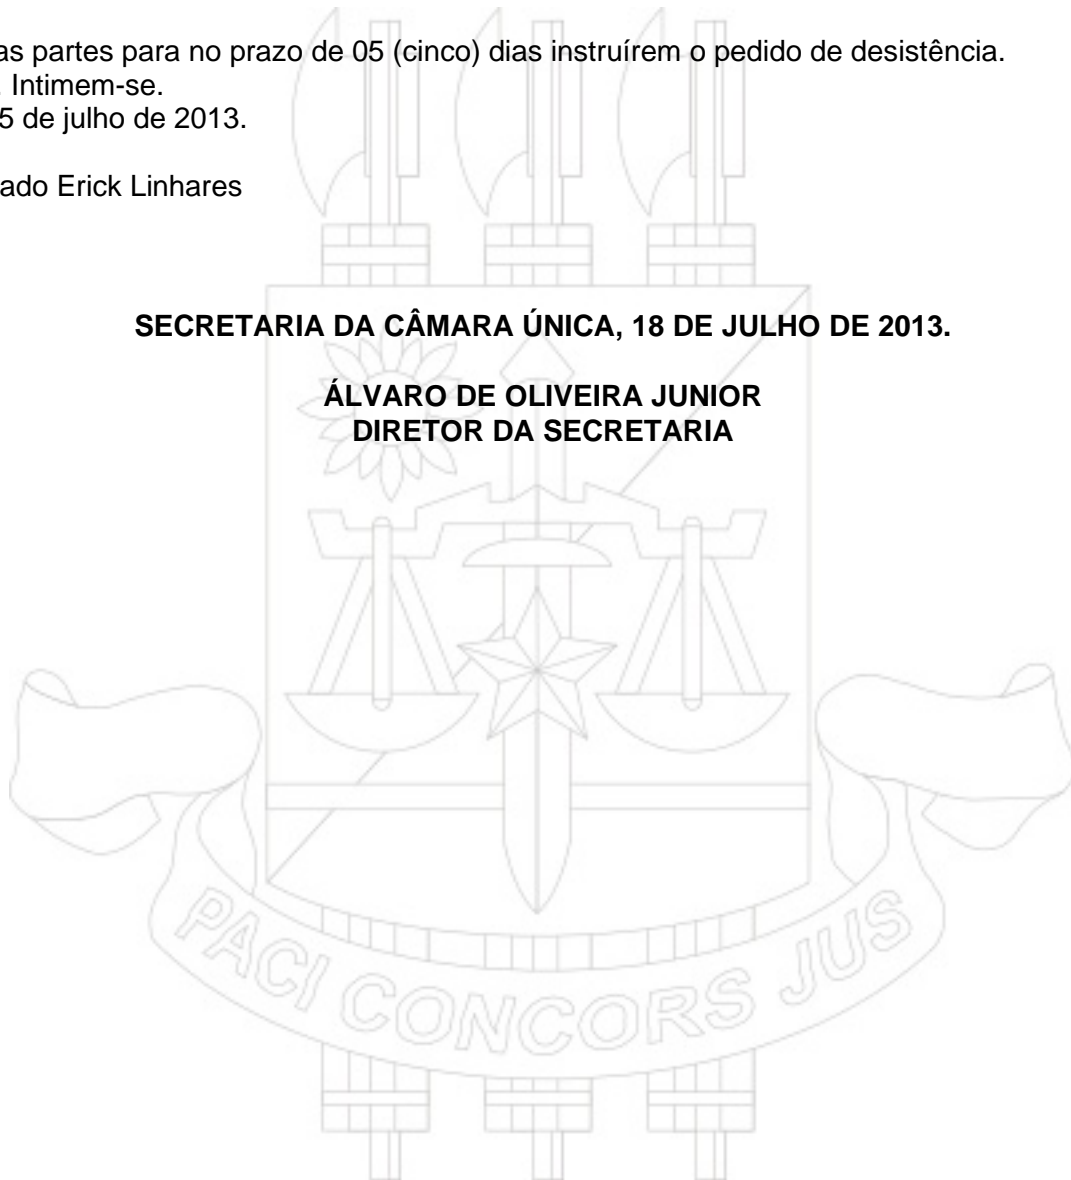 as partes para no prazo de 05 (cinco) dias instruírem o pedido de desistência.
. Intimem-se.
5 de julho de 2013.
ado Erick Linhares
SECRETARIA DA CÂMARA ÚNICA, 18 DE JULHO DE 2013.
ÁLVARO DE OLIVEIRA JUNIOR
DIRETOR DA SECRETARIA
PACI CONCORS JUS